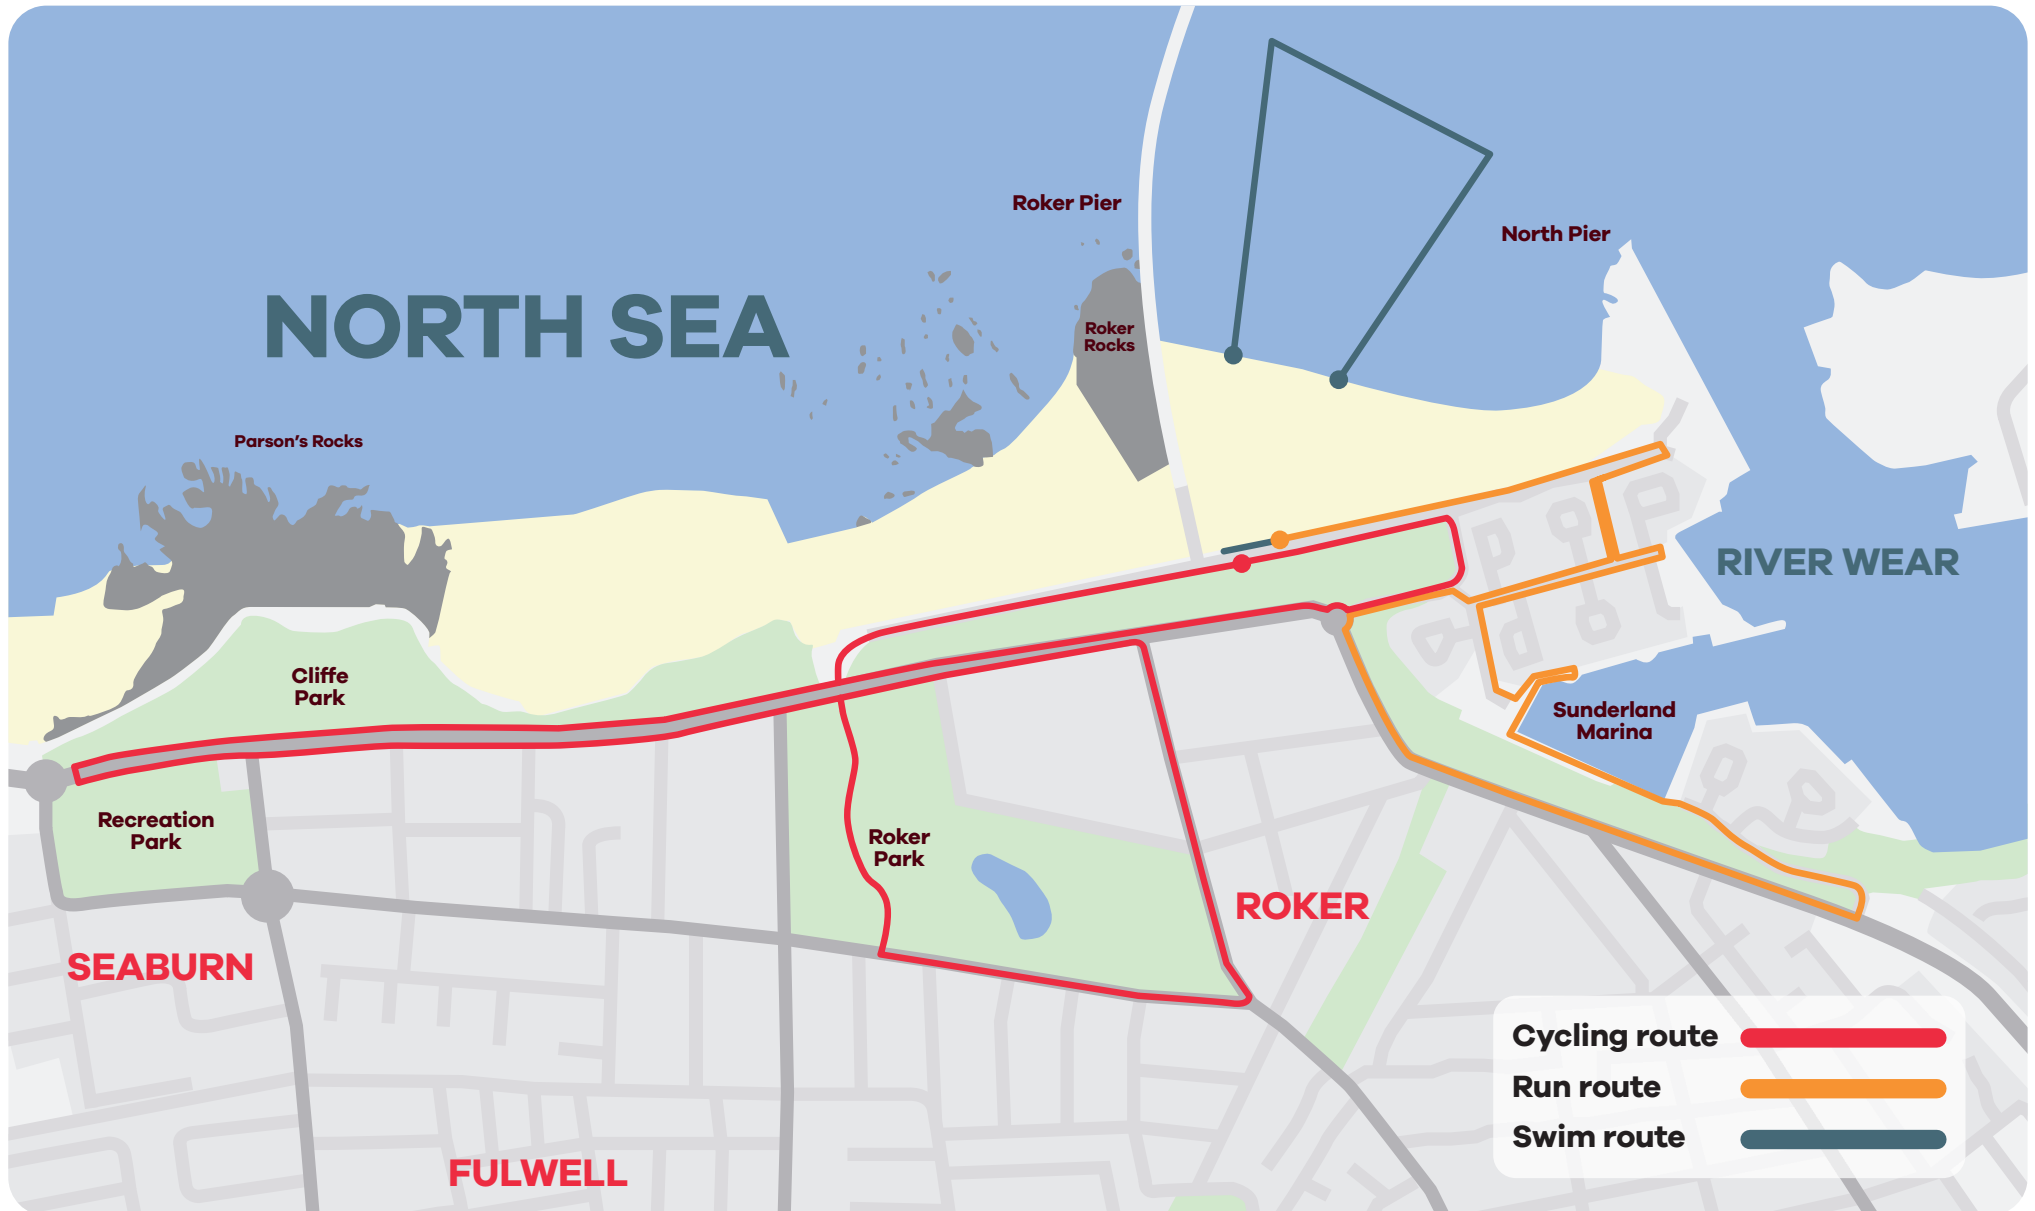 Roker Pier
North Pier
NORTH SEA
Roker
Rocks
Parson’s Rocks
RIVER WEAR
Cliffe
Park
Sunderland
Marina
Recreation
Park
Roker
Park
ROKER
SEABURN
FULWELL
Cycling route
Run route
Swim route